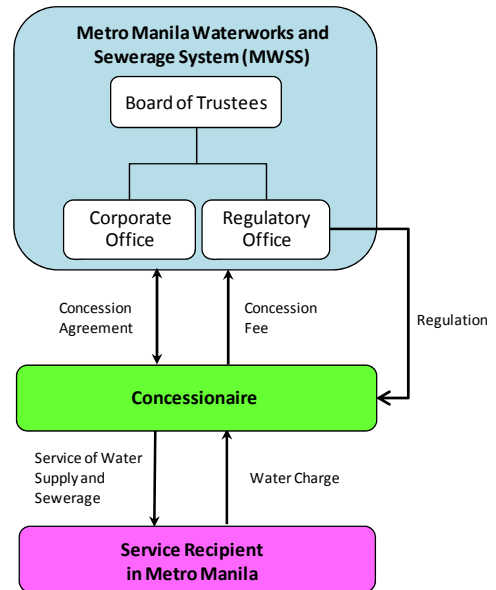 Metro Manila Waterworks and
Sewerage System (MWSS)
Board of Trustees
Corporate
Office
Regulatory
Office
Concession
Agreement
Concession
Fee
Regulation
Concessionaire
Service of Water
Supply and
Sewerage
Water Charge
Service Recipient
in Metro Manila